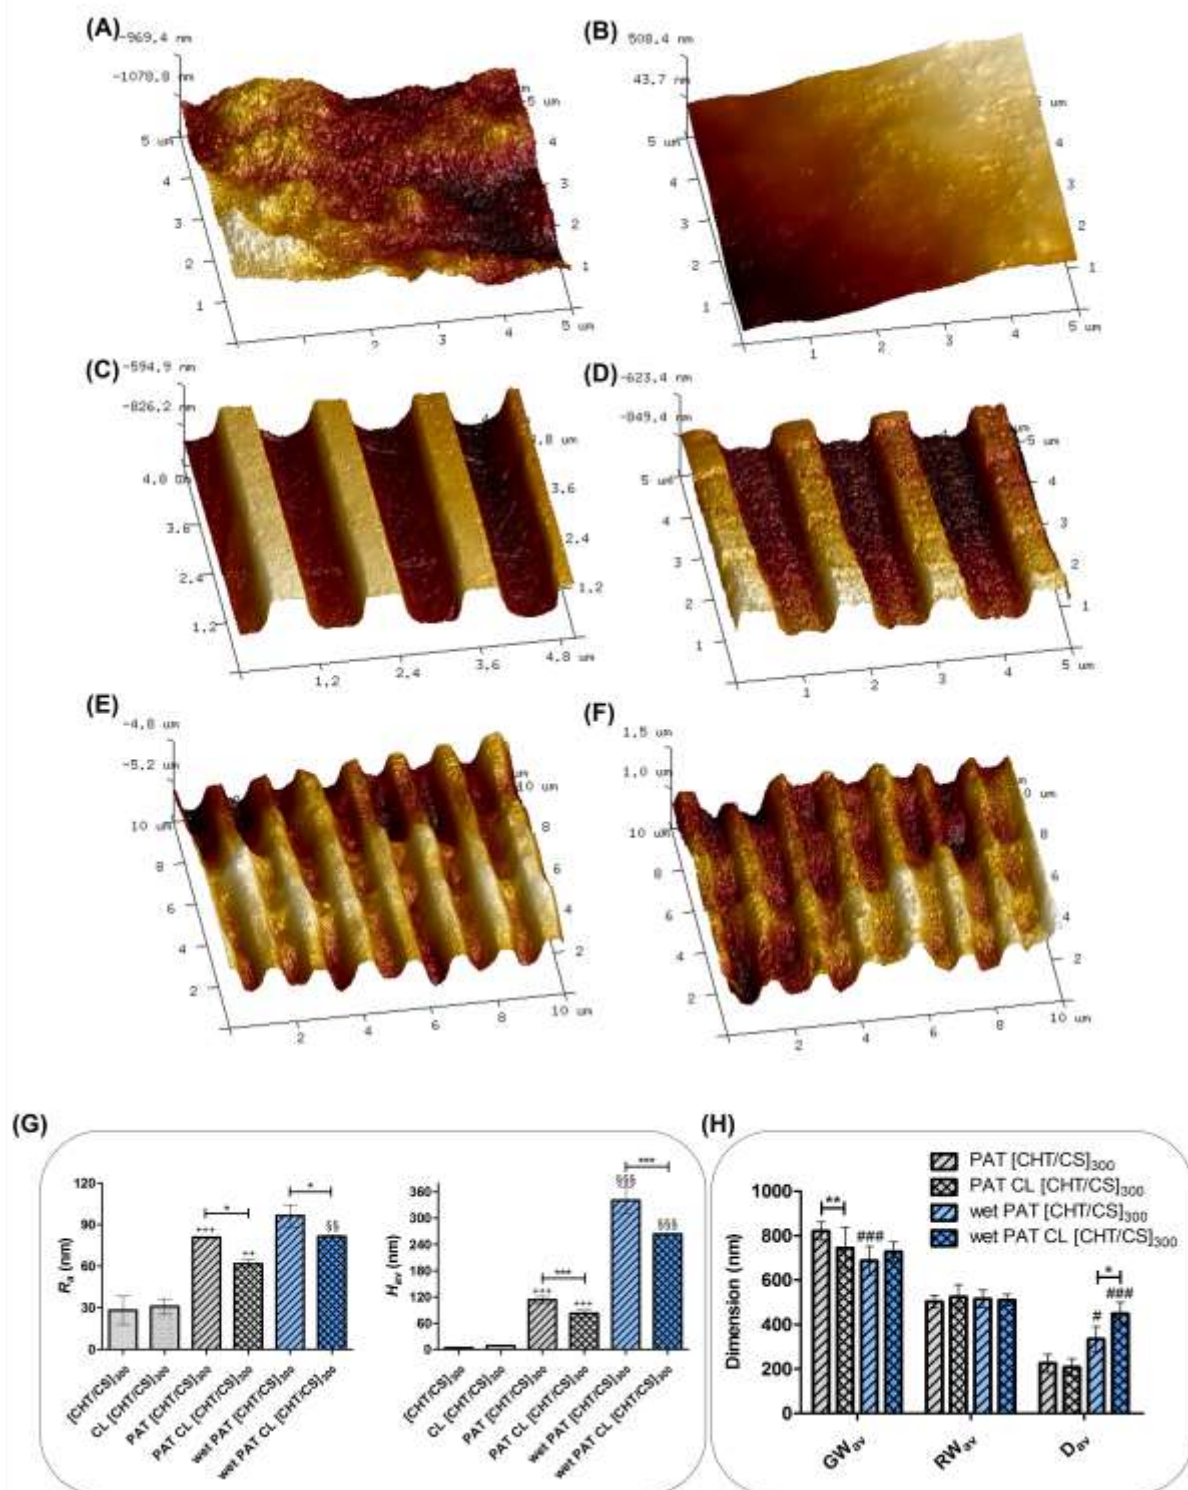 (A)
-969.4 nm
-1078.8 nm
5 um
4
3
2
1
3
4
5 um
5 um
4
3
2
1
(B)
508.4 nm
43.7 nm
5 um
4
3
2
1
1
2
3
4
5 um
5 um
4
3
2
1
(C)
-594.9 nm
-826.2 nm
2.4
1.2
1.2
2.4
3.6
4.8 um
3.6
2.4
1.2
(D)
-623.4 nm
-849.4 nm
5 um
4
3
2
1
1
2
3
4
5 um
5 um
4
3
2
1
(E)
-4.8 um
-5.2 um
10 um
8
6
4
2
2
4
6
8
10 um
10 um
8
6
4
2
(F)
1.5 um
1.0 um
10 um
8
6
4
2
2
4
6
8
10 um
8
6
4
2
(G)
Ra (nm)
120
90
60
30
0
+++
*
++
*
§§
[CHT/CS]300
CL [CHT/CS]300
PAT [CHT/CS]300
PAT CL [CHT/CS]300
wet PAT [CHT/CS]300
wet PAT CL [CHT/CS]300
Hav (nm)
360
300
240
180
120
60
0
***
+++
+++
***
§§§
§§§
[CHT/CS]300
CL [CHT/CS]300
PAT [CHT/CS]300
PAT CL [CHT/CS]300
wet PAT [CHT/CS]300
wet PAT CL [CHT/CS]300
(H)
PAT [CHT/CS]300
PAT CL [CHT/CS]300
wet PAT [CHT/CS]300
wet PAT CL [CHT/CS]300
Dimension (nm)
1000
800
600
400
200
0
**
###
*
#
###
GWav
RWav
Dav